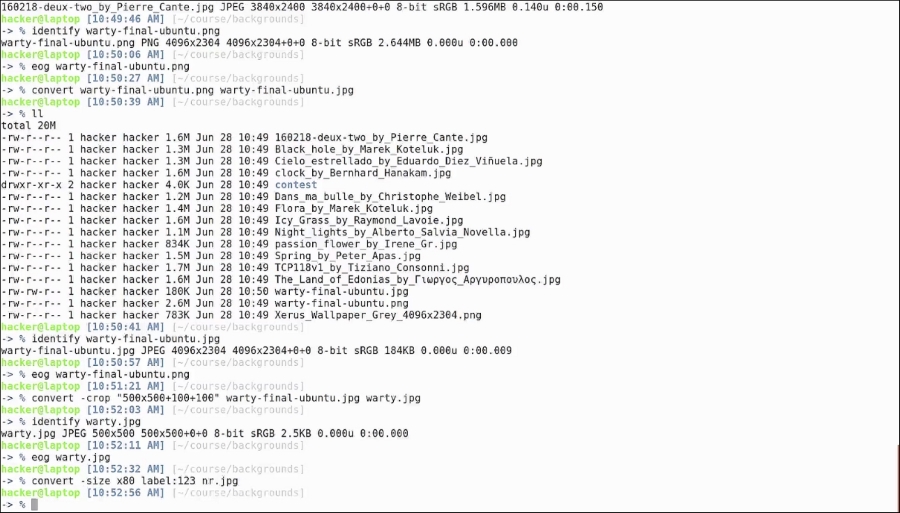 160218-deux-two_by_Pierre_Cante.jpg JPEG 3840x2400 3840x2400+0+0 8-bit sRGB 1.596MB 0.140u 0:00.150
hacker@laptop [10:49:46 AM] [~/course/backgrounds]
-> % identify warty-final-ubuntu.png
warty-final-ubuntu.png PNG 4096x2304 4096x2304+0+0 8-bit sRGB 2.644MB 0.000u 0:00.000
hacker@laptop [10:50:06 AM] [~/course/backgrounds]
-> % eog warty-final-ubuntu.png
hacker@laptop [10:50:27 AM] [~/course/backgrounds]
-> % convert warty-final-ubuntu.png warty-final-ubuntu.jpg
hacker@laptop [10:50:39 AM] [~/course/backgrounds]
-> % ll
total 20M
-rw-r--r-- 1 hacker hacker 1.6M Jun 28 10:49 160218-deux-two_by_Pierre_Cante.jpg
-rw-r--r-- 1 hacker hacker 1.3M Jun 28 10:49 Black_hole_by_Marek_Koteluk.jpg
-rw-r--r-- 1 hacker hacker 1.3M Jun 28 10:49 Cielo_estrellado_by_Eduardo_Diez_Viñuela.jpg
-rw-r--r-- 1 hacker hacker 1.6M Jun 28 10:49 clock_by_Bernhard_Hanakam.jpg
drwxr-xr-x 2 hacker hacker 4.0K Jun 28 10:49 contest
-rw-r--r-- 1 hacker hacker 1.2M Jun 28 10:49 Dans_ma_bulle_by_Christophe_Weibel.jpg
-rw-r--r-- 1 hacker hacker 1.4M Jun 28 10:49 Flora_by_Marek_Koteluk.jpg
-rw-r--r-- 1 hacker hacker 1.6M Jun 28 10:49 Icy_Grass_by_Raymond_Lavoie.jpg
-rw-r--r-- 1 hacker hacker 1.1M Jun 28 10:49 Night_lights_by_Alberto_Salvia_Novella.jpg
-rw-r--r-- 1 hacker hacker 834K Jun 28 10:49 passion_flower_by_Irene_Gr.jpg
-rw-r--r-- 1 hacker hacker 1.5M Jun 28 10:49 Spring_by_Peter_Apas.jpg
-rw-r--r-- 1 hacker hacker 1.7M Jun 28 10:49 TCP118v1_by_Tiziano_Consonni.jpg
-rw-r--r-- 1 hacker hacker 1.6M Jun 28 10:49 The_Land_of_Edonias_by_Γιωργος_Αργυροπουλος.jpg
-rw-rw-r-- 1 hacker hacker 180K Jun 28 10:50 warty-final-ubuntu.jpg
-rw-r--r-- 1 hacker hacker 2.6M Jun 28 10:49 warty-final-ubuntu.png
-rw-r--r-- 1 hacker hacker 783K Jun 28 10:49 Xerus_Wallpaper_Grey_4096x2304.png
hacker@laptop [10:50:41 AM] [~/course/backgrounds]
-> % identify warty-final-ubuntu.jpg
warty-final-ubuntu.jpg JPEG 4096x2304 4096x2304+0+0 8-bit sRGB 184KB 0.000u 0:00.009
hacker@laptop [10:50:57 AM] [~/course/backgrounds]
-> % eog warty-final-ubuntu.png
hacker@laptop [10:51:21 AM] [~/course/backgrounds]
-> % convert -crop "500x500+100+100" warty-final-ubuntu.jpg warty.jpg
hacker@laptop [10:52:03 AM] [~/course/backgrounds]
-> % identify warty.jpg
warty.jpg JPEG 500x500 500x500+0+0 8-bit sRGB 2.5KB 0.000u 0:00.000
hacker@laptop [10:52:11 AM] [~/course/backgrounds]
-> % eog warty.jpg
hacker@laptop [10:52:32 AM] [~/course/backgrounds]
-> % convert -size x80 label:123 nr.jpg
hacker@laptop [10:52:56 AM] [~/course/backgrounds]
-> %